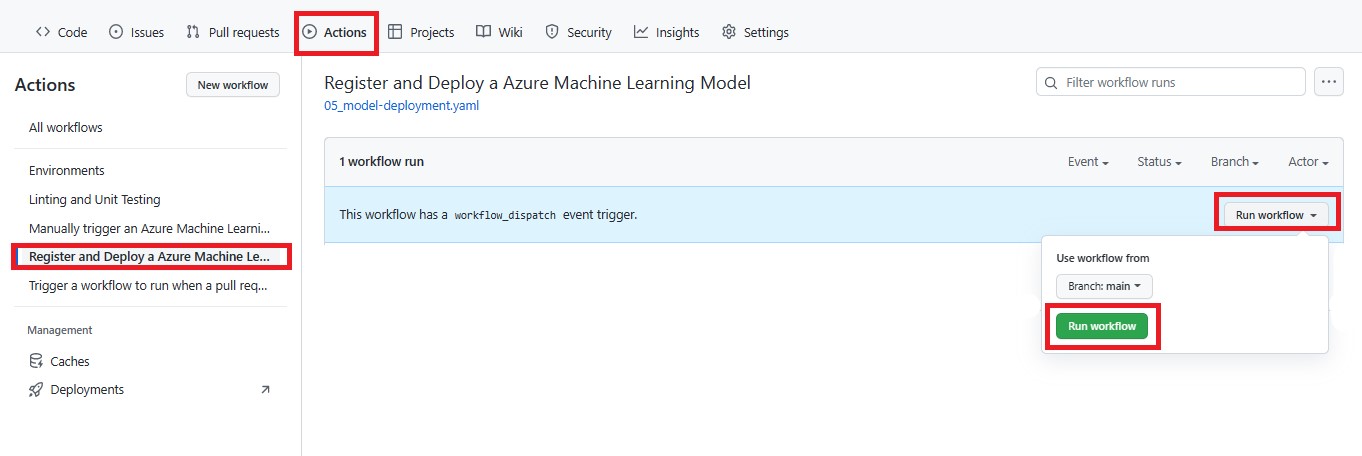 Code Issues Pull requests Actions Projects Wiki Security Insights Settings
Actions
New workflow
All workflows
Environments
Linting and Unit Testing
Manually trigger an Azure Machine Learni...
Register and Deploy a Azure Machine Le...
Trigger a workflow to run when a pull req...
Management
Caches
Deployments
Register and Deploy a Azure Machine Learning Model
05_model-deployment.yaml
Filter workflow runs
1 workflow run
Event Status Branch Actor
This workflow has a workflow_dispatch event trigger.
Run workflow
Use workflow from
Branch: main
Run workflow